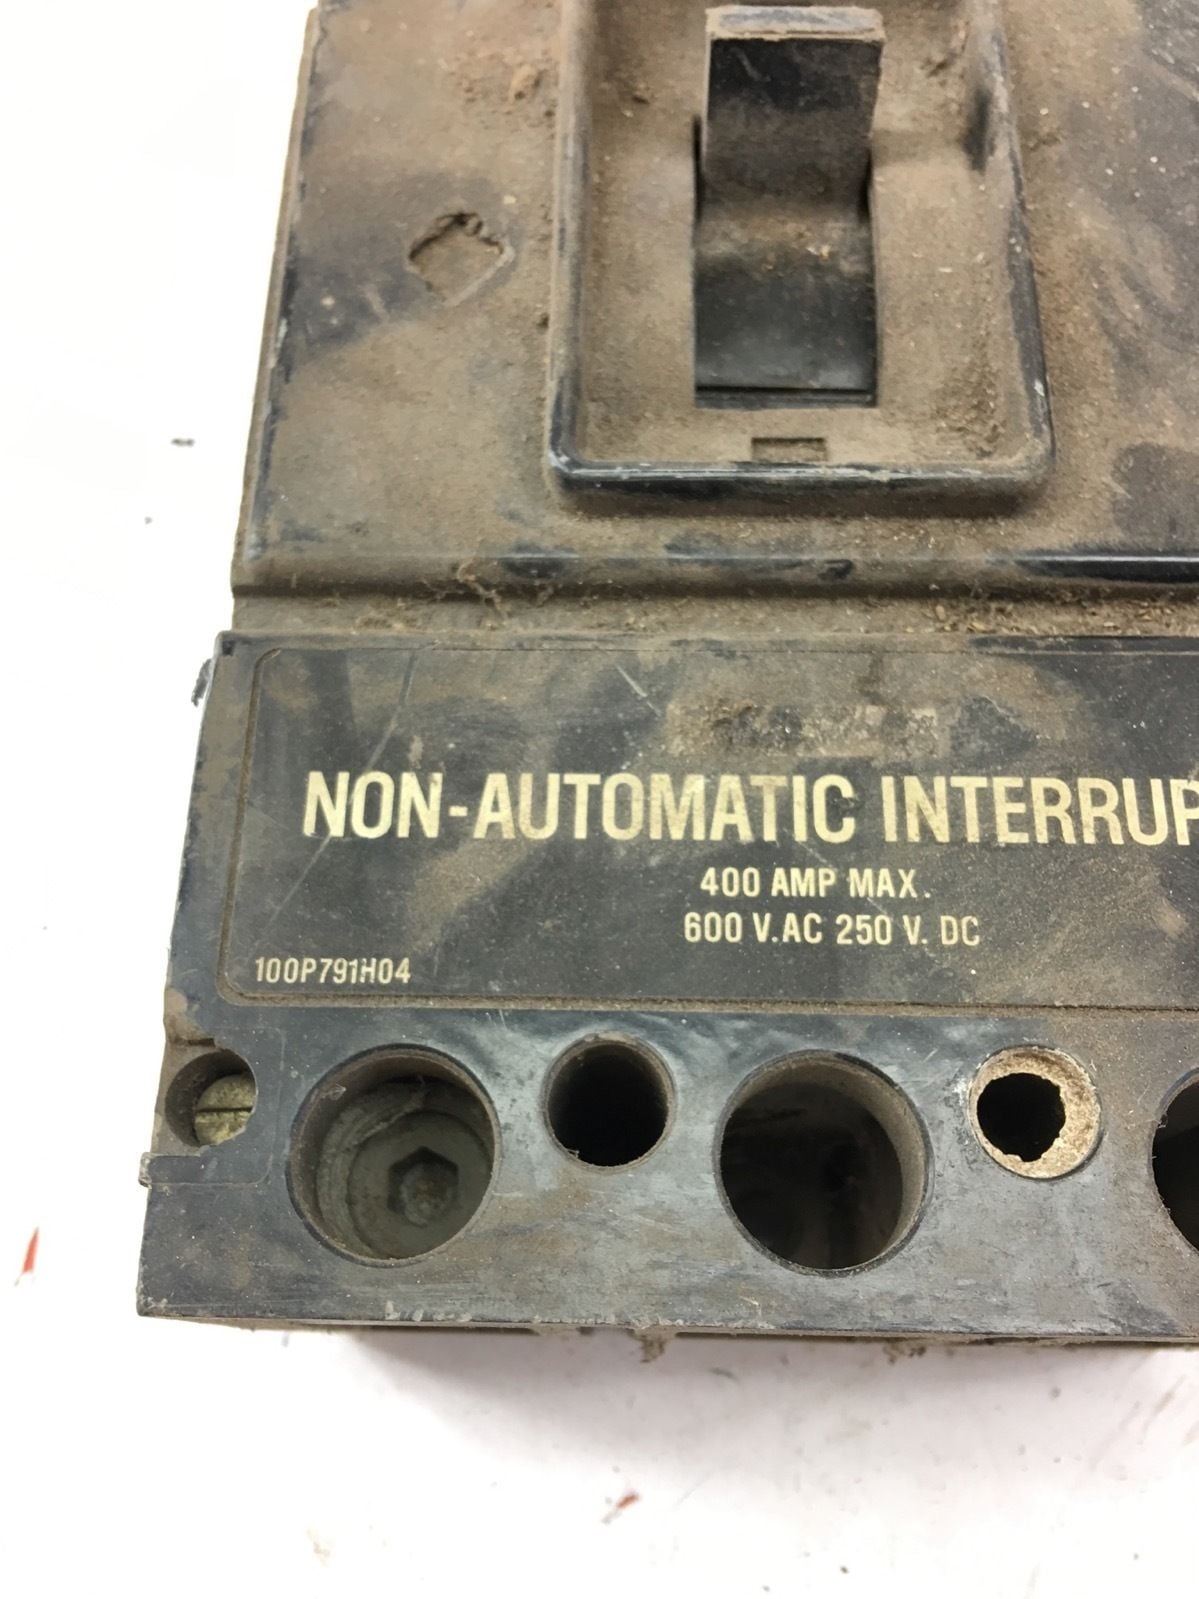 NON-AUTOMATIC INTERRUP
400 AMP MAX.
600 V.AC 250 V. DC
100P791H04